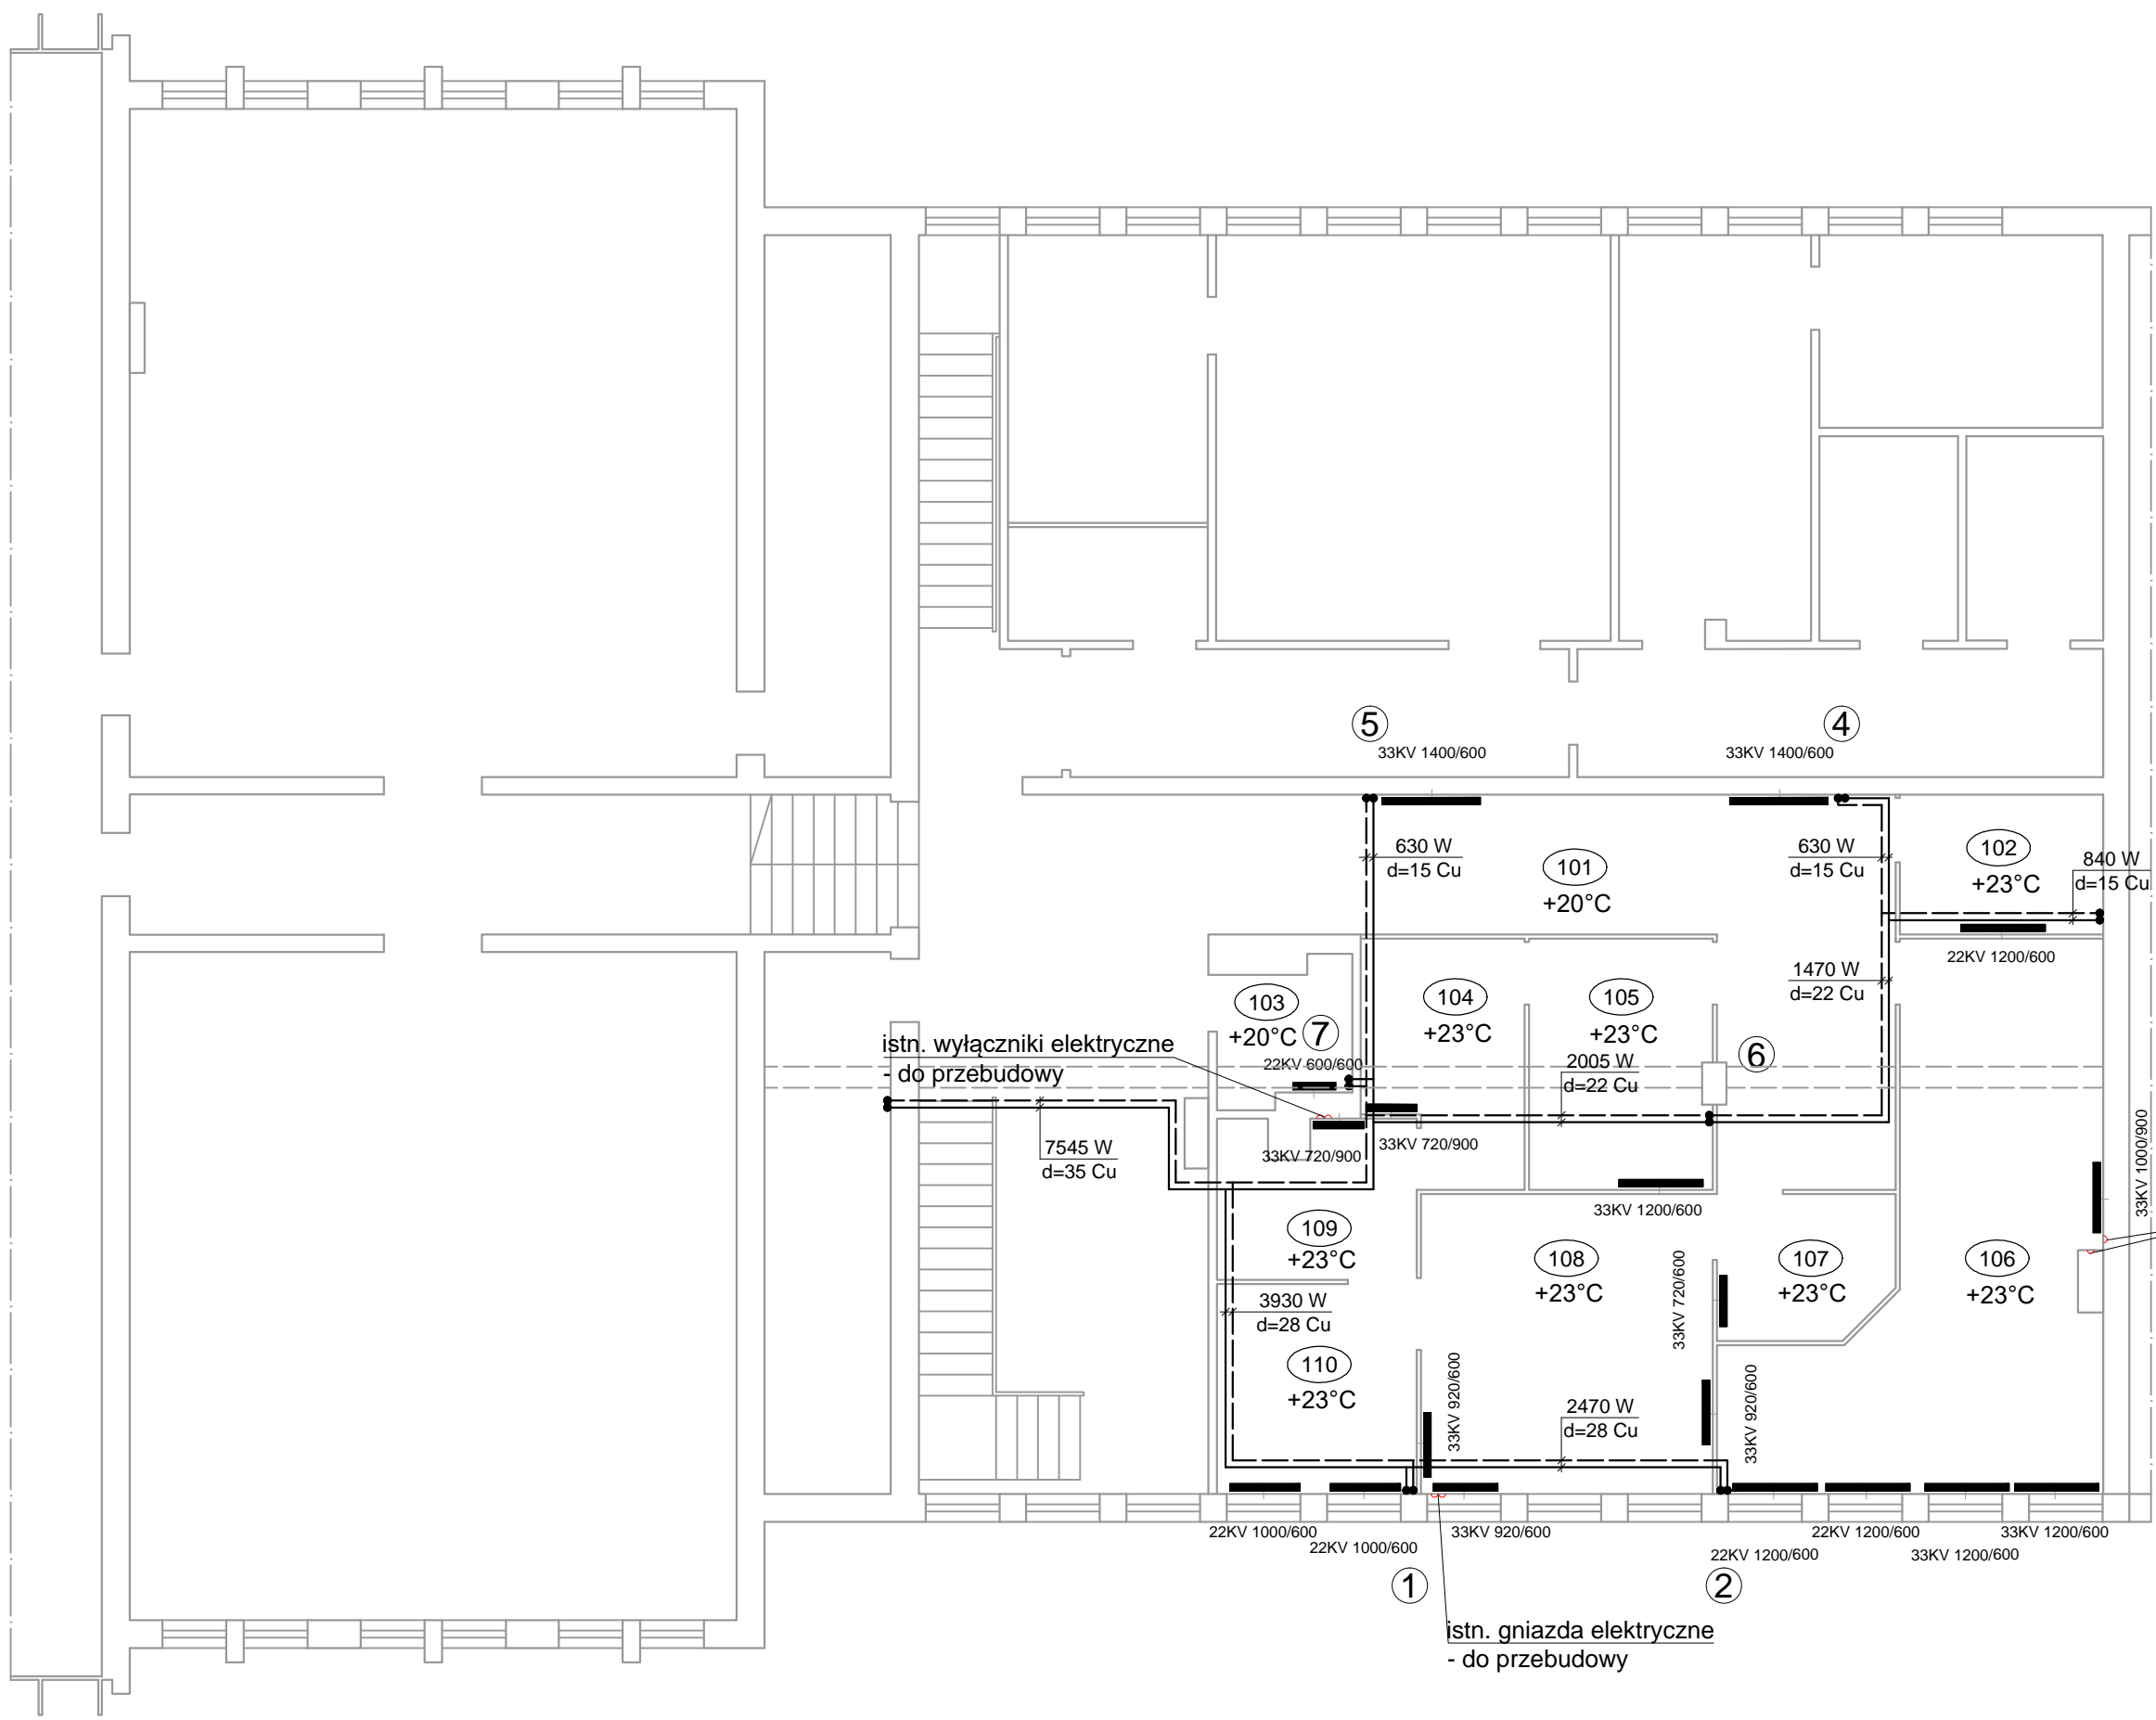 5
4
33KV 1400/600
33KV 1400/600
630 W
d=15 Cu
101
+20°C
630 W
d=15 Cu
102
+23°C
840 W
d=15 Cu
22KV 1200/600
1470 W
d=22 Cu
103
+20°C
7
22KV 600/600
104
+23°C
105
+23°C
6
2005 W
d=22 Cu
istn. wyłączniki elektryczne
- do przebudowy
7545 W
d=35 Cu
33KV 720/900
33KV 720/900
33KV 1000/900
33KV 1200/600
109
+23°C
108
+23°C
33KV 720/600
107
+23°C
106
+23°C
3930 W
d=28 Cu
110
+23°C
33KV 920/600
2470 W
d=28 Cu
33KV 920/600
22KV 1000/600
22KV 1000/600
33KV 920/600
22KV 1200/600
22KV 1200/600
33KV 1200/600
33KV 1200/600
1
2
istn. gniazda elektryczne
- do przebudowy